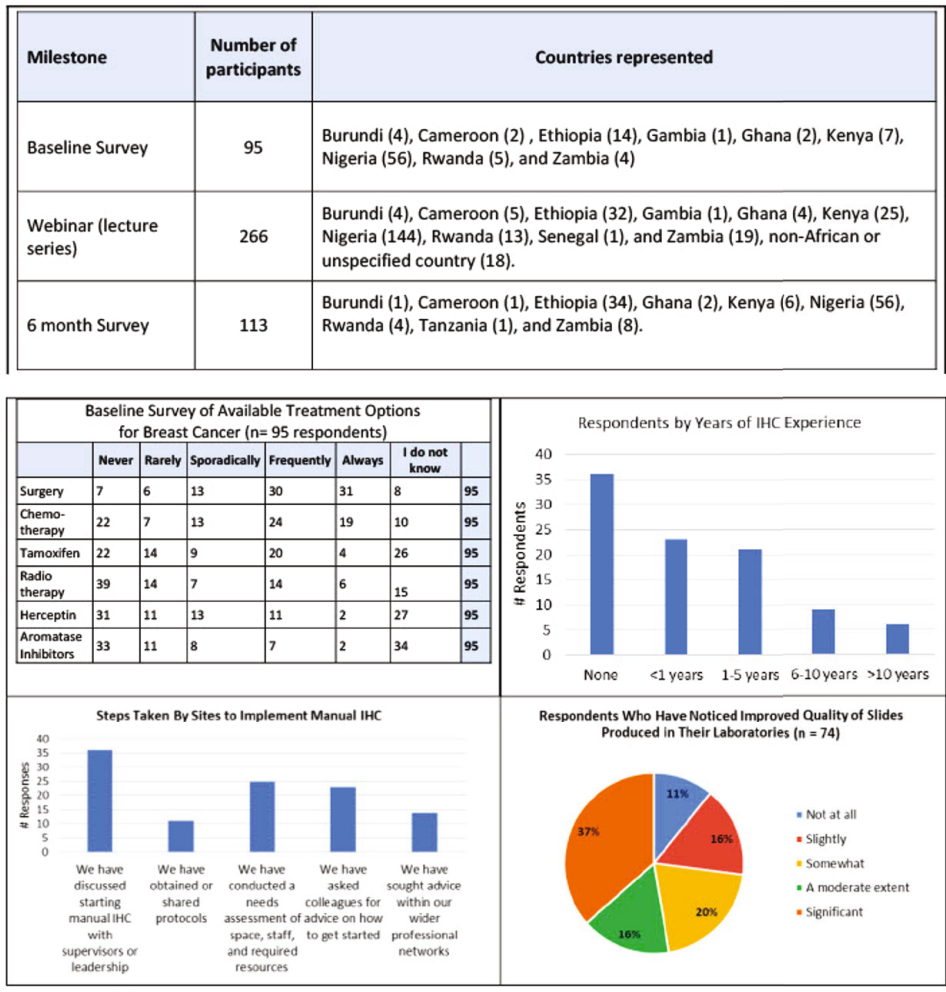 Milestone Number of participants Countries represented
Baseline Survey 95 Burundi (4), Cameroon (2) , Ethiopia (14), Gambia (1), Ghana (2), Kenya (7),
Nigeria (56), Rwanda (5), and Zambia (4)
Webinar (lecture series) 266 Burundi (4), Cameroon (5), Ethiopia (32), Gambia (1), Ghana (4), Kenya (25),
Nigeria (144), Rwanda (13), Senegal (1), and Zambia (19), non-African or
unspecified country (18).
6 month Survey 113 Burundi (1), Cameroon (1), Ethiopia (34), Ghana (2), Kenya (6), Nigeria (56),
Rwanda (4), Tanzania (1), and Zambia (8).
Baseline Survey of Available Treatment Options
for Breast Cancer (n= 95 respondents)
Never Rarely Sporadically Frequently Always I do not know
Surgery 7 6 13 30 31 8 95
Chemo-
therapy 22 7 13 24 19 10 95
Tamoxifen 22 14 9 20 4 26 95
Radio
therapy 39 14 7 14 6 15 95
Herceptin 31 11 13 11 2 27 95
Aromatase
Inhibitors 33 11 8 7 2 34 95
Respondents by Years of IHC Experience
# Respondents
40
35
30
25
20
15
10
5
0
None <1 years 1-5 years 6-10 years >10 years
Steps Taken By Sites to Implement Manual IHC
# Responses
40
35
30
25
20
15
10
5
0
We have
discussed
starting
manual IHC
with
supervisors or
leadership
We have
obtained or
shared
protocols
We have
conducted a
needs
assessment of
space, staff,
and required
resources
We have
asked
colleagues for
advice on how
to get started
We have
sought advice
within our
wider
professional
networks
Respondents Who Have Noticed Improved Quality of Slides
Produced in Their Laboratories (n = 74)
11%
16%
20%
16%
37%
Not at all
Slightly
Somewhat
A moderate extent
Significant